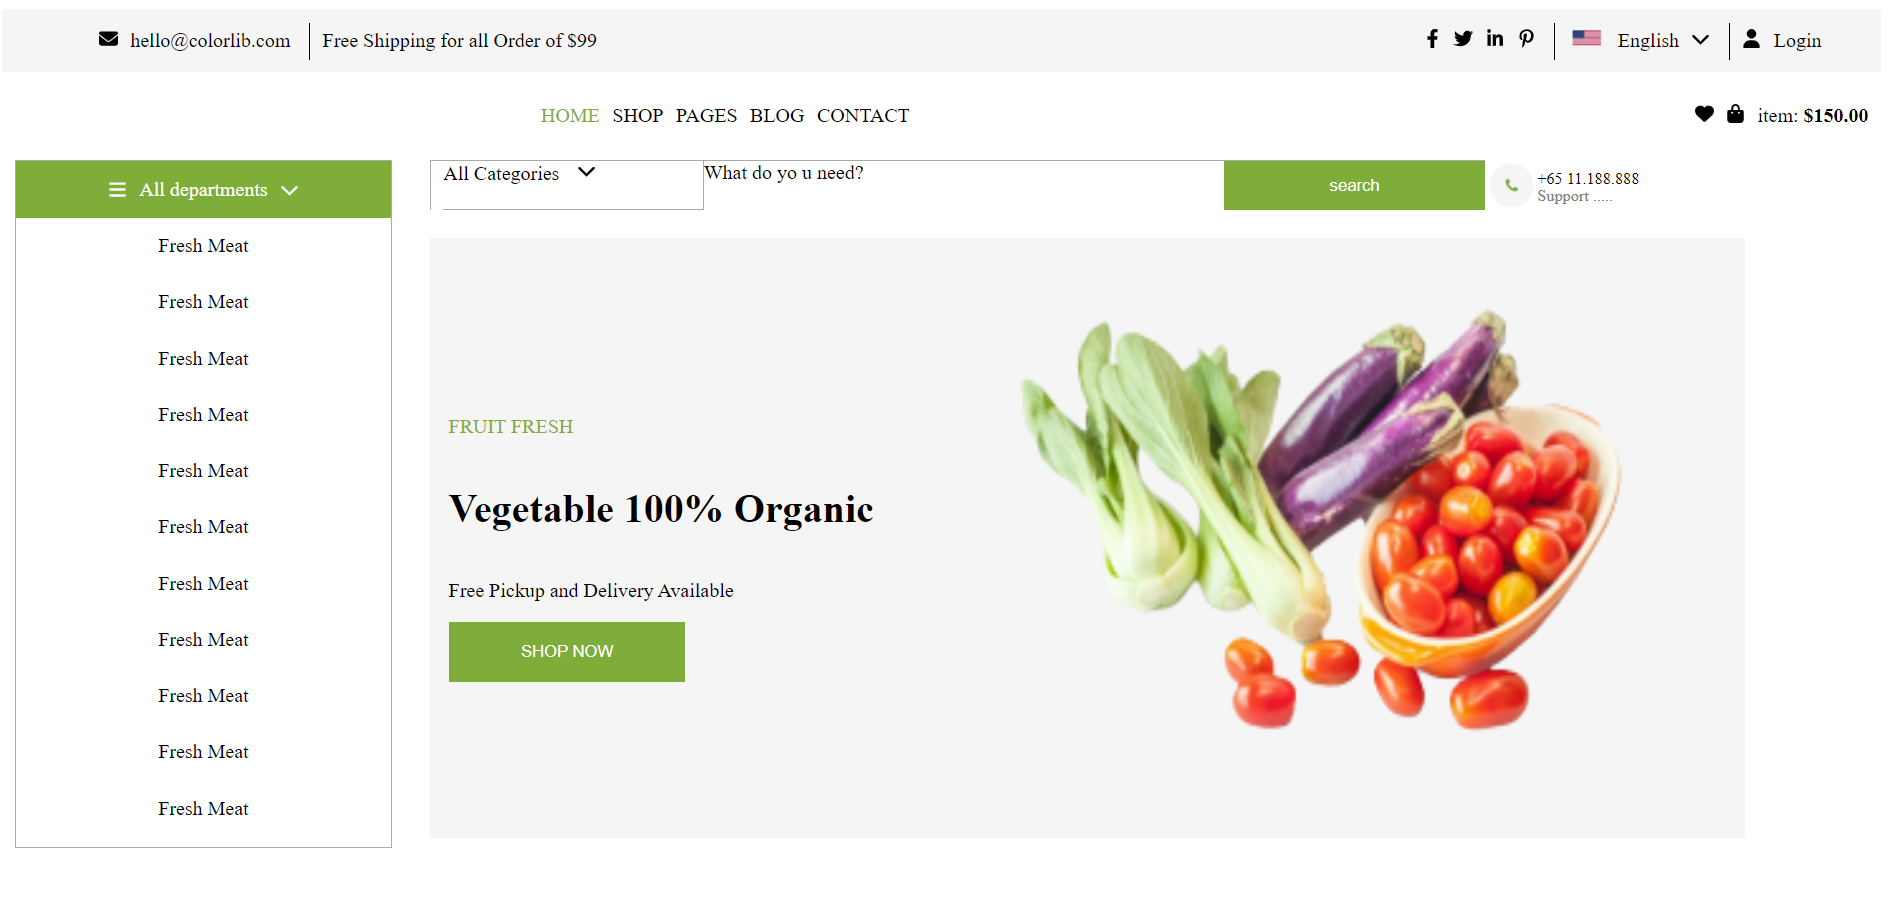 hello@colorlib.com Free Shipping for all Order of $99 English Login
HOME SHOP PAGES BLOG CONTACT item: $150.00
All departments All Categories What do yo u need? search +65 11.188.888
Support .....
Fresh Meat
Fresh Meat
Fresh Meat
Fresh Meat
Fresh Meat
Fresh Meat
Fresh Meat
Fresh Meat
Fresh Meat
Fresh Meat
Fresh Meat
FRUIT FRESH
Vegetable 100% Organic
Free Pickup and Delivery Available
SHOP NOW